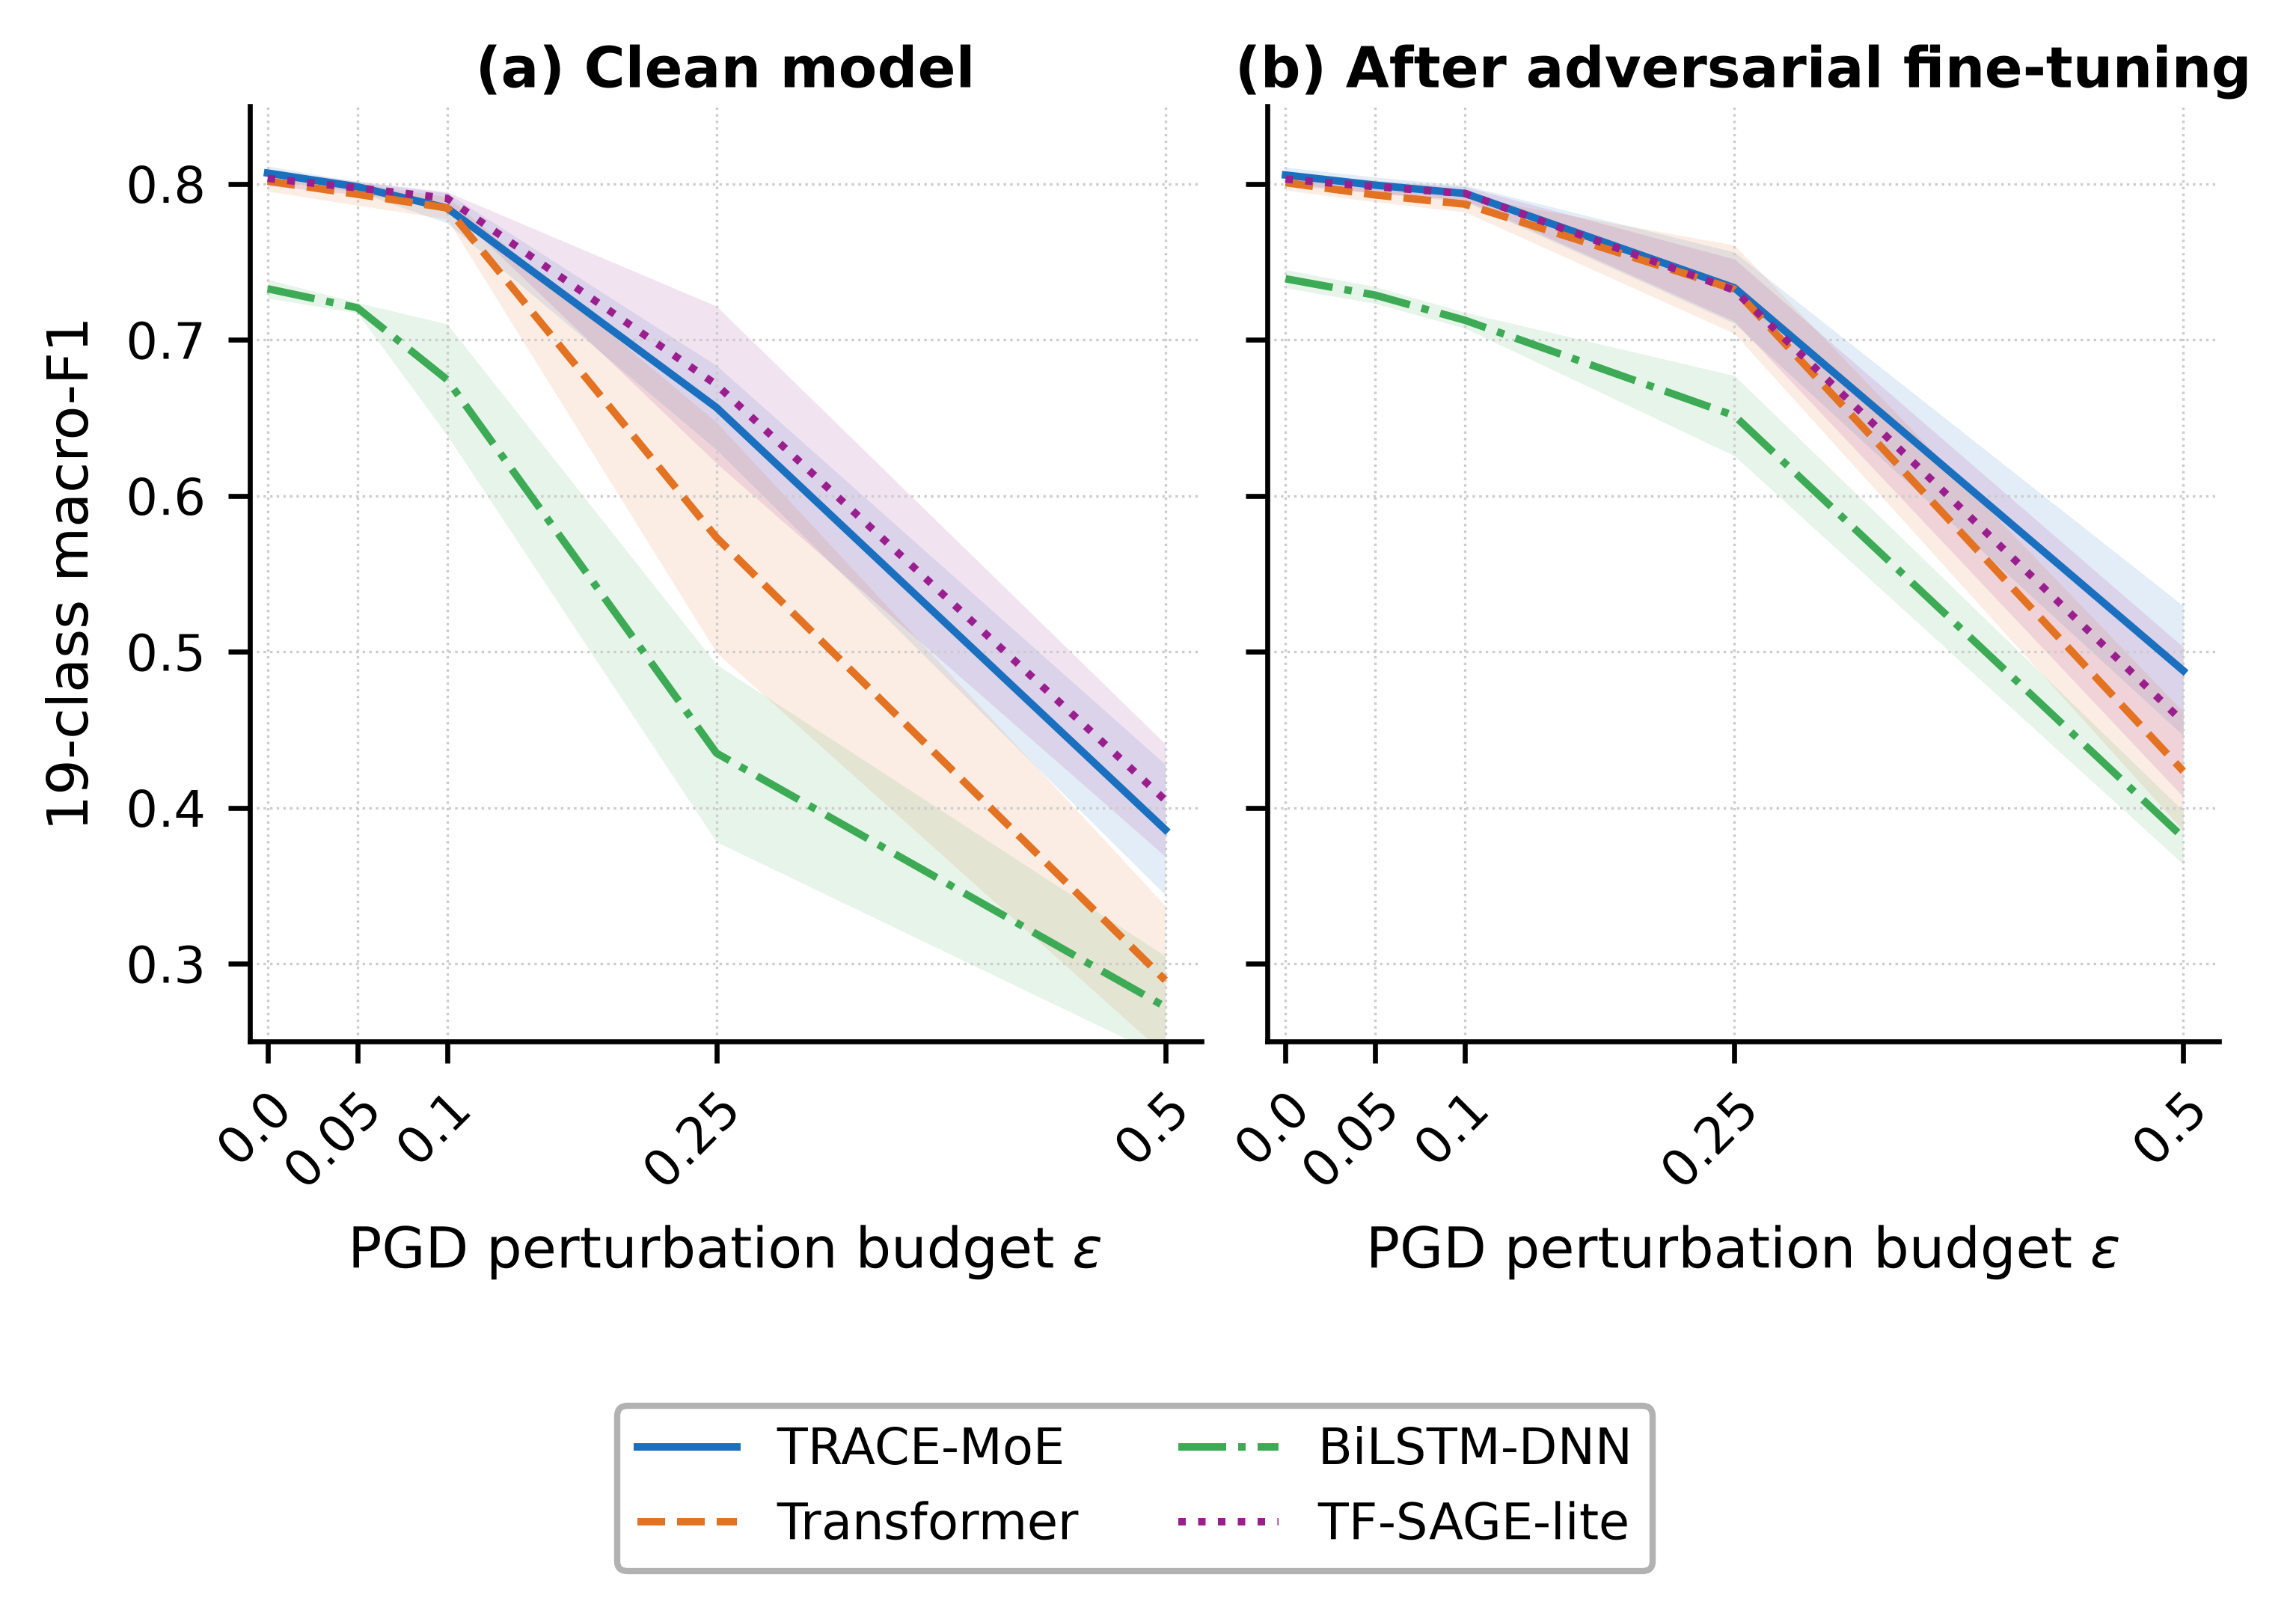 (a) Clean model
(b) After adversarial fine-tuning
19-class macro-F1
0.8
0.7
0.6
0.5
0.4
0.3
0.0
0.05
0.1
0.25
0.5
0.0
0.05
0.1
0.25
0.5
PGD perturbation budget ε
PGD perturbation budget ε
TRACE-MoE
Transformer
BiLSTM-DNN
TF-SAGE-lite